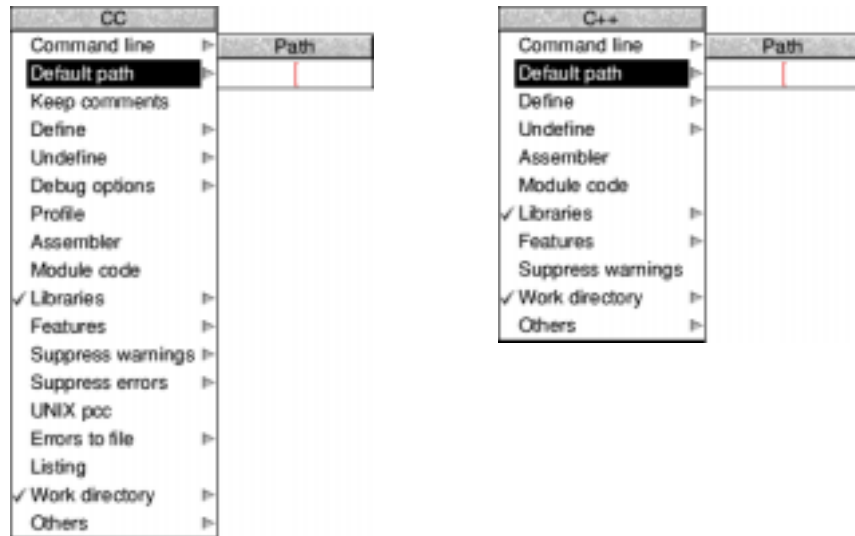 CC
Command line
Path
Default path
Keep comments
Define
Undefine
Debug options
Profile
Assembler
Module code
✓ Libraries
Features
Suppress warnings
Suppress errors
UNIX pcc
Errors to file
Listing
✓ Work directory
Others
C++
Command line
Path
Default path
Define
Undefine
Assembler
Module code
✓ Libraries
Features
Suppress warnings
✓ Work directory
Others